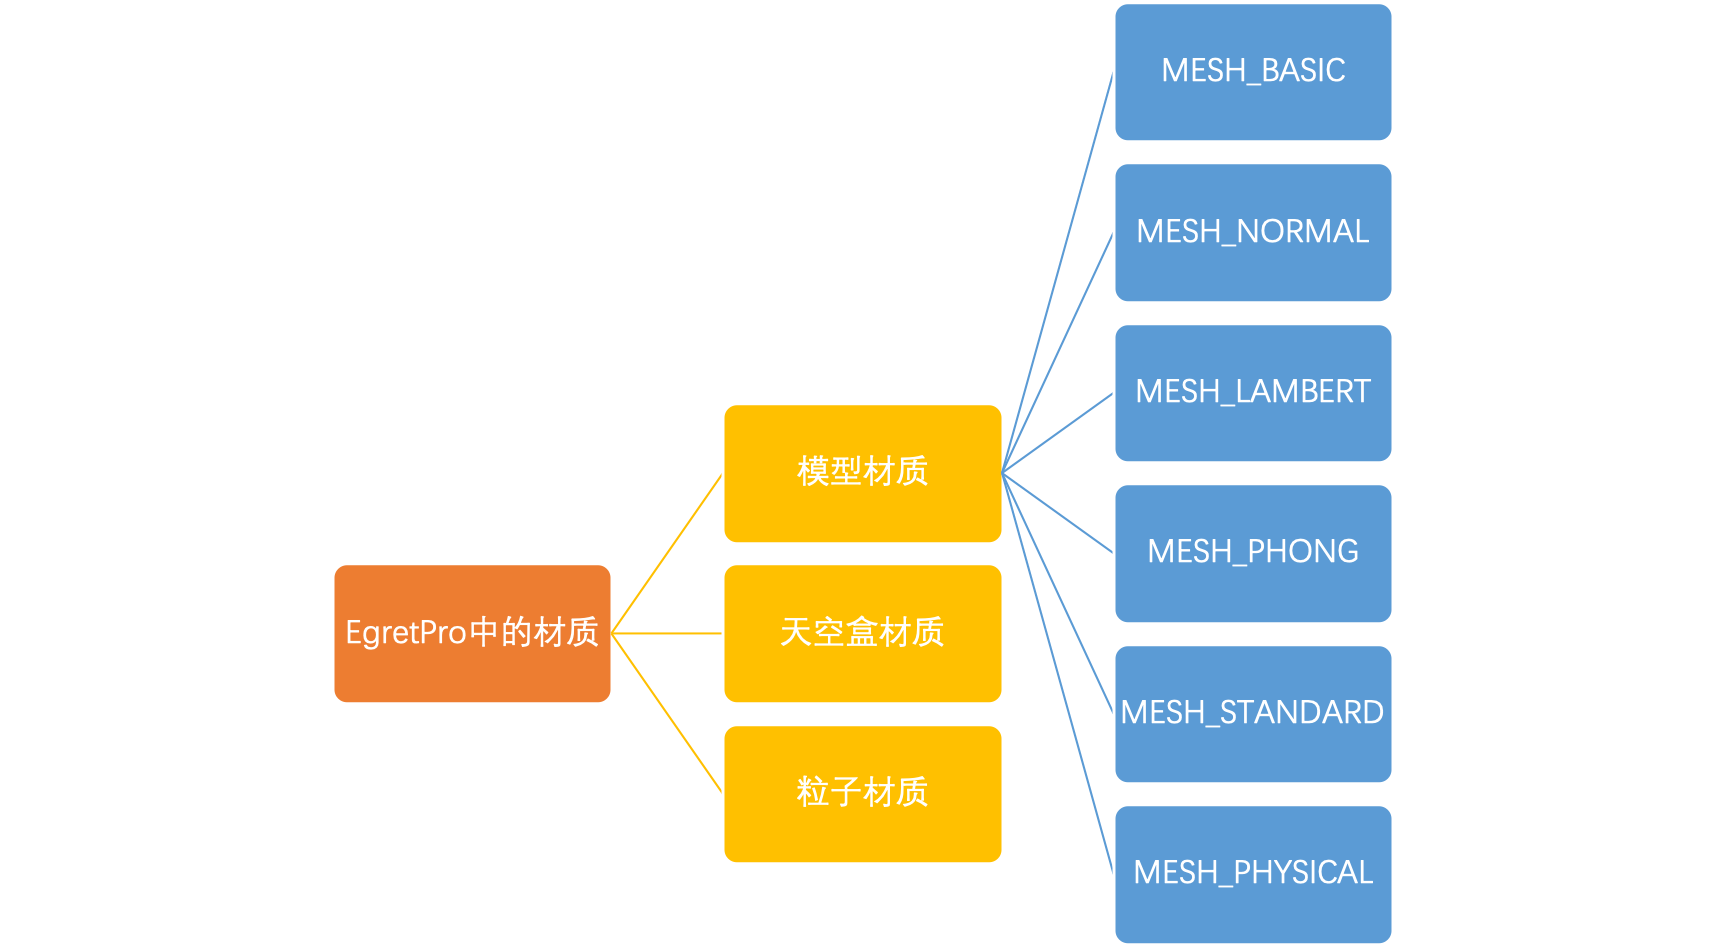 EgretPro中的材质
模型材质
天空盒材质
粒子材质
MESH_BASIC
MESH_NORMAL
MESH_LAMBERT
MESH_PHONG
MESH_STANDARD
MESH_PHYSICAL